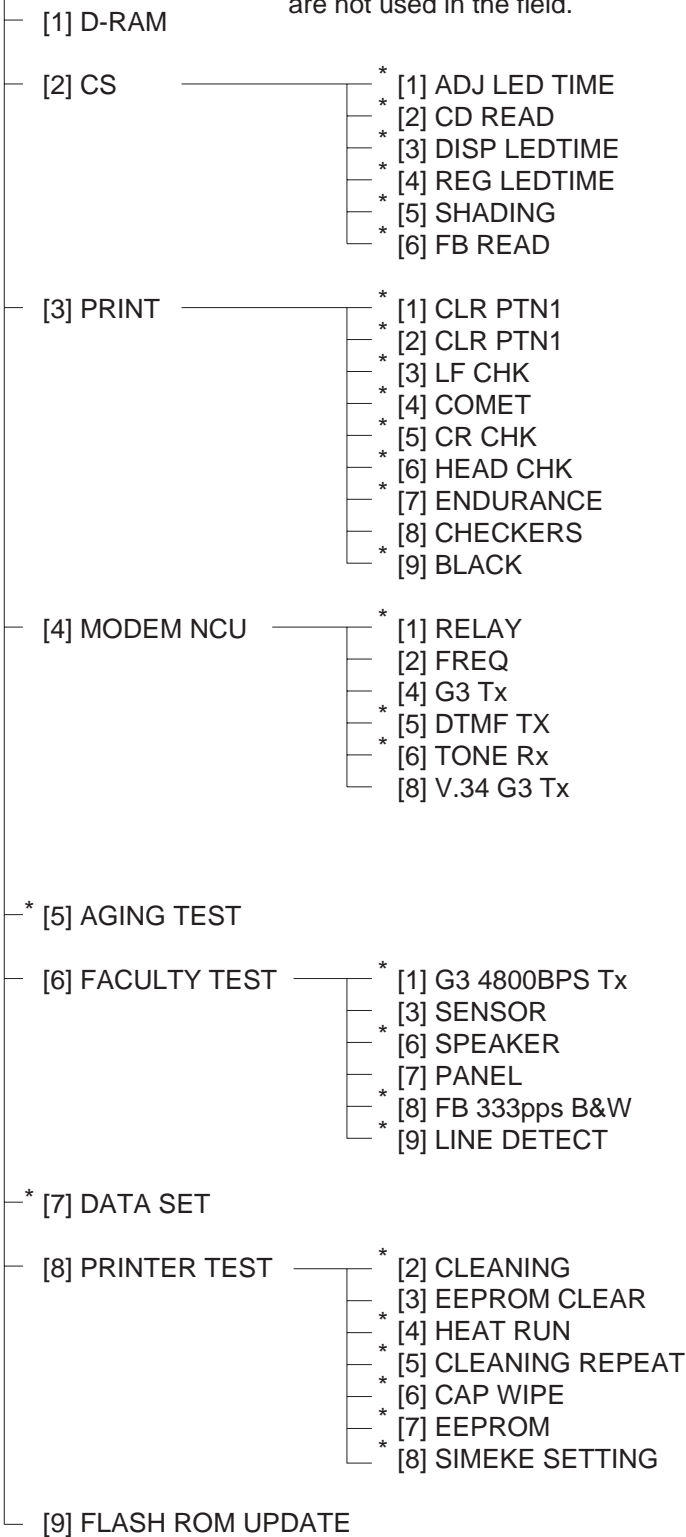 are not used in the field.
[1] D-RAM
[2] CS
* [1] ADJ LED TIME
* [2] CD READ
* [3] DISP LEDTIME
* [4] REG LEDTIME
* [5] SHADING
* [6] FB READ
[3] PRINT
* [1] CLR PTN1
* [2] CLR PTN1
* [3] LF CHK
* [4] COMET
* [5] CR CHK
* [6] HEAD CHK
* [7] ENDURANCE
[8] CHECKERS
* [9] BLACK
[4] MODEM NCU
* [1] RELAY
[2] FREQ
[4] G3 Tx
* [5] DTMF TX
* [6] TONE Rx
[8] V.34 G3 Tx
* [5] AGING TEST
[6] FACULTY TEST
* [1] G3 4800BPS Tx
[3] SENSOR
* [6] SPEAKER
[7] PANEL
* [8] FB 333pps B&W
* [9] LINE DETECT
* [7] DATA SET
[8] PRINTER TEST
* [2] CLEANING
[3] EEPROM CLEAR
* [4] HEAT RUN
* [5] CLEANING REPEAT
* [6] CAP WIPE
* [7] EEPROM
* [8] SIMEKE SETTING
[9] FLASH ROM UPDATE